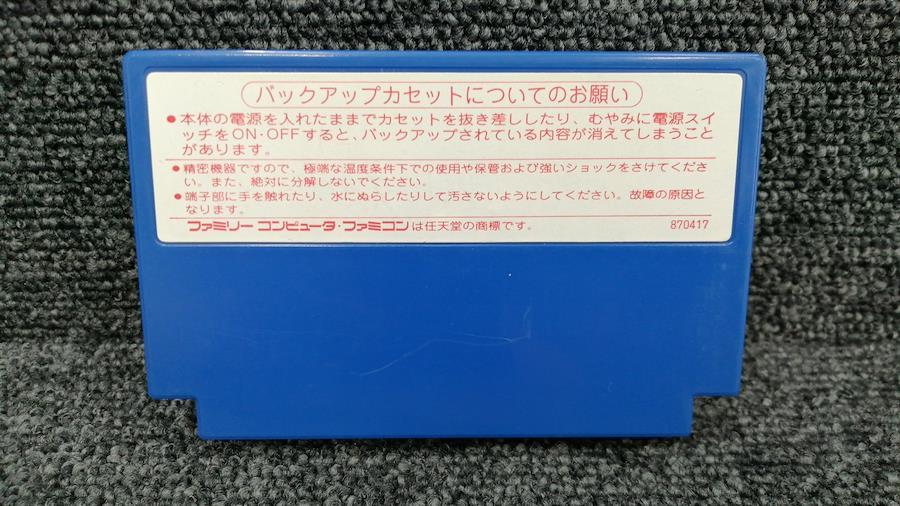 バックアップカセットについてのお願い
●本体の電源を入れたままでカセットを抜き差ししたり、むやみに電源スイ
ッチをON・OFFすると、バックアップされている内容が消えてしまうこと
があります。
●精密機器ですので、極端な温度条件下での使用や保管および強いショックをさけてくださ
い。また、絶対に分解しないでください。
●端子部に手を触れたり、水にぬらしたりして汚さないようにしてください。故障の原因と
なります。
ファミリー コンピュータ・ファミコンは任天堂の商標です。 870417